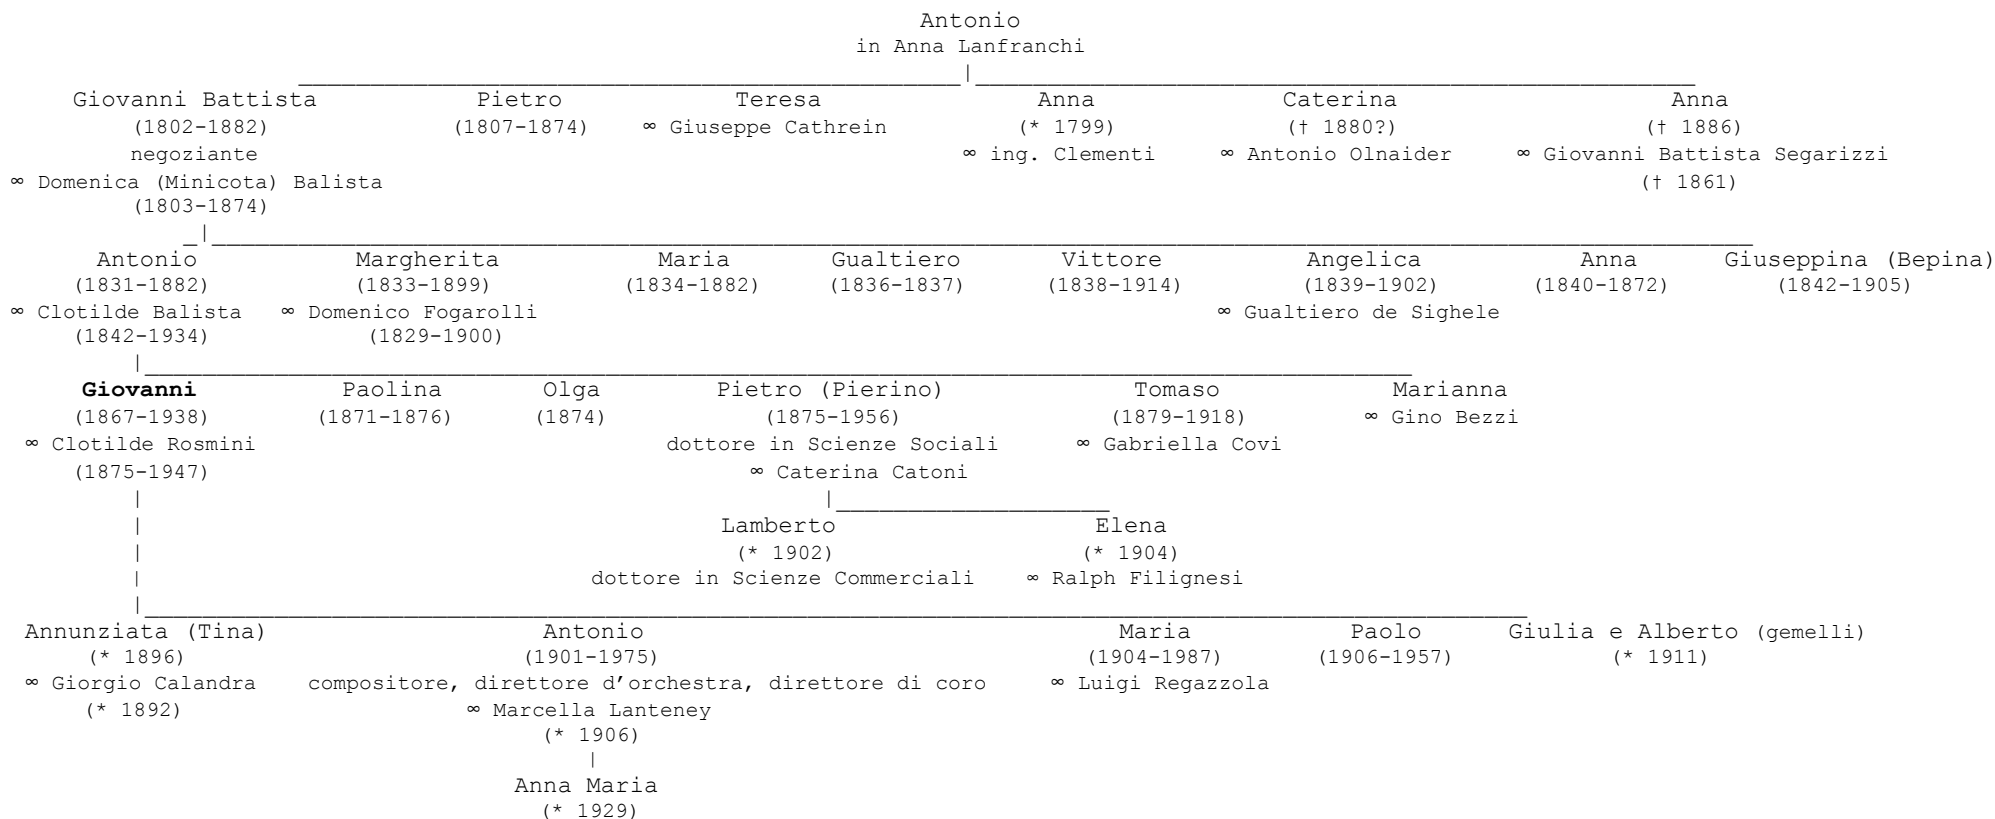 Antonio
in Anna Lanfranchi
Giovanni Battista Pietro Teresa Anna Caterina Anna
(1802-1882) (1807-1874) ∞ Giuseppe Cathrein (* 1799) († 1880?) († 1886)
negoziante ∞ ing. Clementi ∞ Antonio Olnaider ∞ Giovanni Battista Segarizzi
∞ Domenica (Minicota) Balista († 1861)
(1803-1874)
Antonio Margherita Maria Gualtiero Vittore Angelica Anna Giuseppina (Bepina)
(1831-1882) (1833-1899) (1834-1882) (1836-1837) (1838-1914) (1839-1902) (1840-1872) (1842-1905)
∞ Clotilde Balista ∞ Domenico Fogarolli ∞ Gualtiero de Sighele
(1842-1934) (1829-1900)
Giovanni Paolina Olga Pietro (Pierino) Tomaso Marianna
(1867-1938) (1871-1876) (1874) (1875-1956) (1879-1918) ∞ Gino Bezzi
∞ Clotilde Rosmini dottore in Scienze Sociali ∞ Gabriella Covi
(1875-1947) ∞ Caterina Catoni
Lamberto Elena
(* 1902) (* 1904)
dottore in Scienze Commerciali ∞ Ralph Filignesi
Annunziata (Tina) Antonio Maria Paolo Giulia e Alberto (gemelli)
(* 1896) (1901-1975) (1904-1987) (1906-1957) (* 1911)
∞ Giorgio Calandra compositore, direttore d’orchestra, direttore di coro ∞ Luigi Regazzola
(* 1892) ∞ Marcella Lanteney
(* 1906)
Anna Maria
(* 1929)